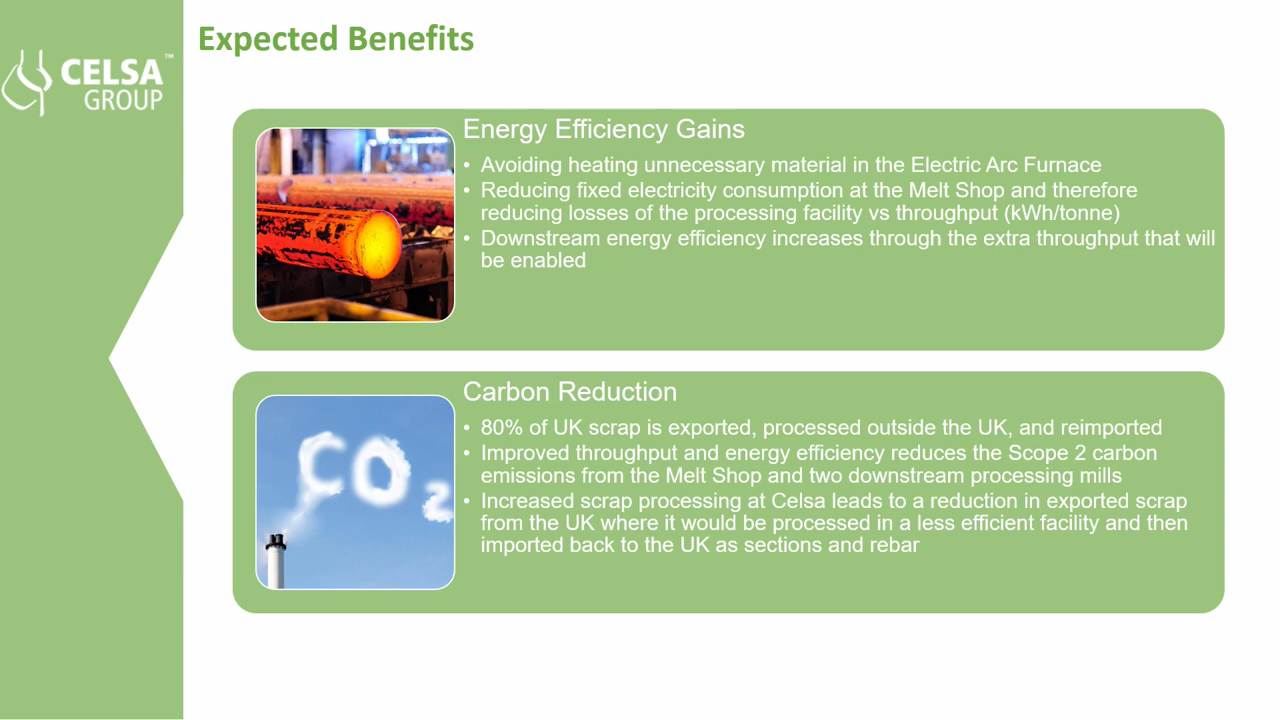 Expected Benefits
CELSA™
GROUP
Energy Efficiency Gains
• Avoiding heating unnecessary material in the Electric Arc Furnace
• Reducing fixed electricity consumption at the Melt Shop and therefore
reducing losses of the processing facility vs throughput (kWh/tonne)
• Downstream energy efficiency increases through the extra throughput that will
be enabled
Carbon Reduction
CO2
• 80% of UK scrap is exported, processed outside the UK, and reimported
• Improved throughput and energy efficiency reduces the Scope 2 carbon
emissions from the Melt Shop and two downstream processing mills
• Increased scrap processing at Celsa leads to a reduction in exported scrap
from the UK where it would be processed in a less efficient facility and then
imported back to the UK as sections and rebar